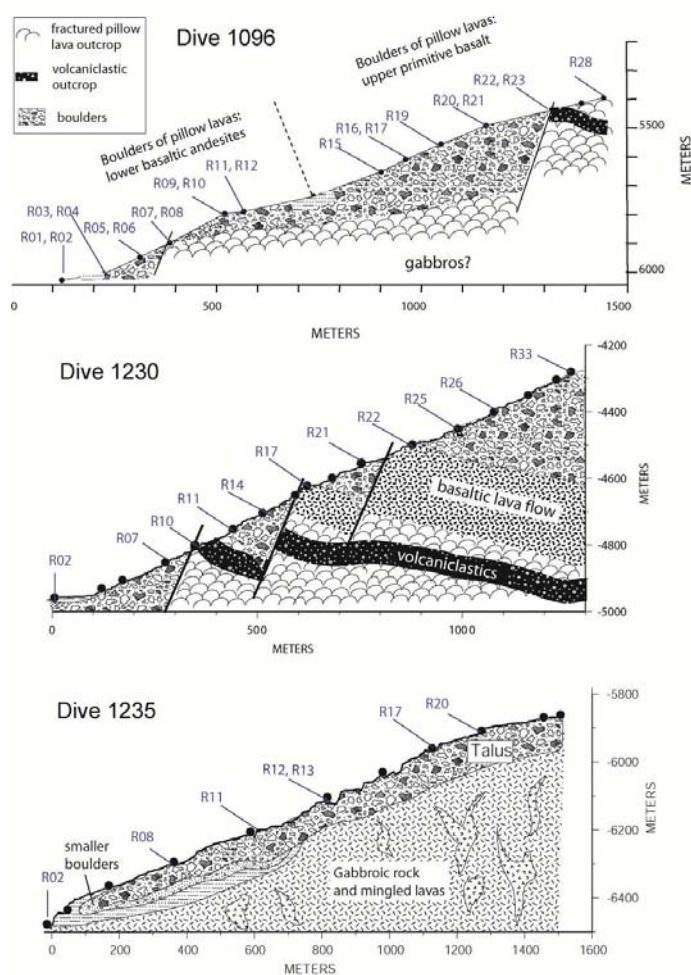 fractured pillow
lava outcrop
volcaniclastic
outcrop
boulders
Dive 1096
Boulders of pillow lavas:
upper primitive basalt
Boulders of pillow lavas:
lower basaltic andesites
R28
R22, R23
R20, R21
R19
R16, R17
R15
R11, R12
R09, R10
R07, R08
R05, R06
R03, R04
R01, R02
gabbros?
5500
6000
METERS
0
500
1000
1500
METERS
Dive 1230
R33
R26
R25
R22
R21
R17
R14
R11
R10
R07
R02
basaltic lava flow
volcaniclastics
-4200
-4400
-4600
-4800
-5000
METERS
0
500
1000
METERS
Dive 1235
R20
R17
R12, R13
R11
R08
R02
Talus
smaller
boulders
Gabbroic rock
and mingled lavas
-5800
-6000
-6200
-6400
METERS
0
200
400
600
800
1000
1200
1400
1600
METERS